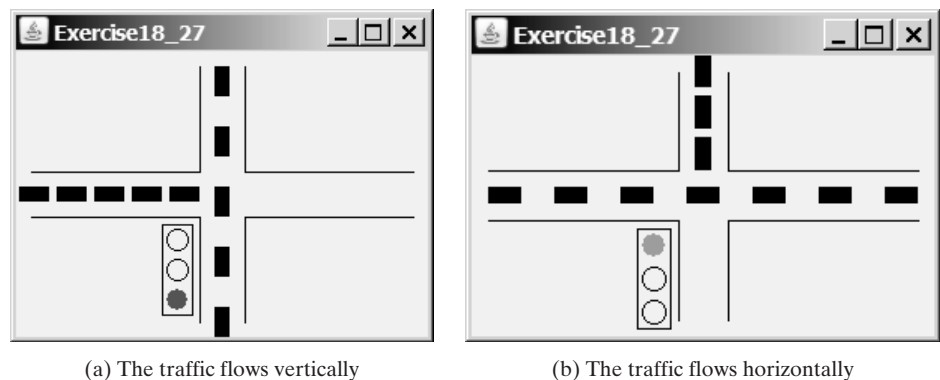 Exercise18_27
Exercise18_27
(a) The traffic flows vertically
(b) The traffic flows horizontally